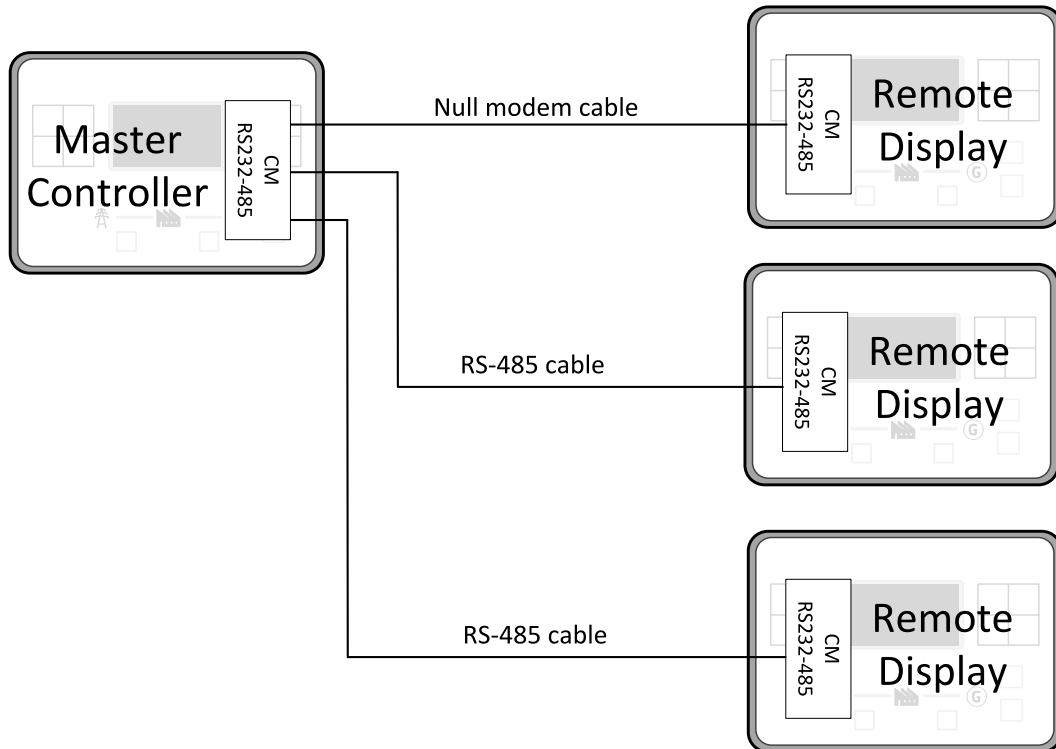 Master
Controller
CM
RS232-485
Null modem cable
CM
RS232-485
Remote
Display
G
RS-485 cable
CM
RS232-485
Remote
Display
G
RS-485 cable
CM
RS232-485
Remote
Display
G